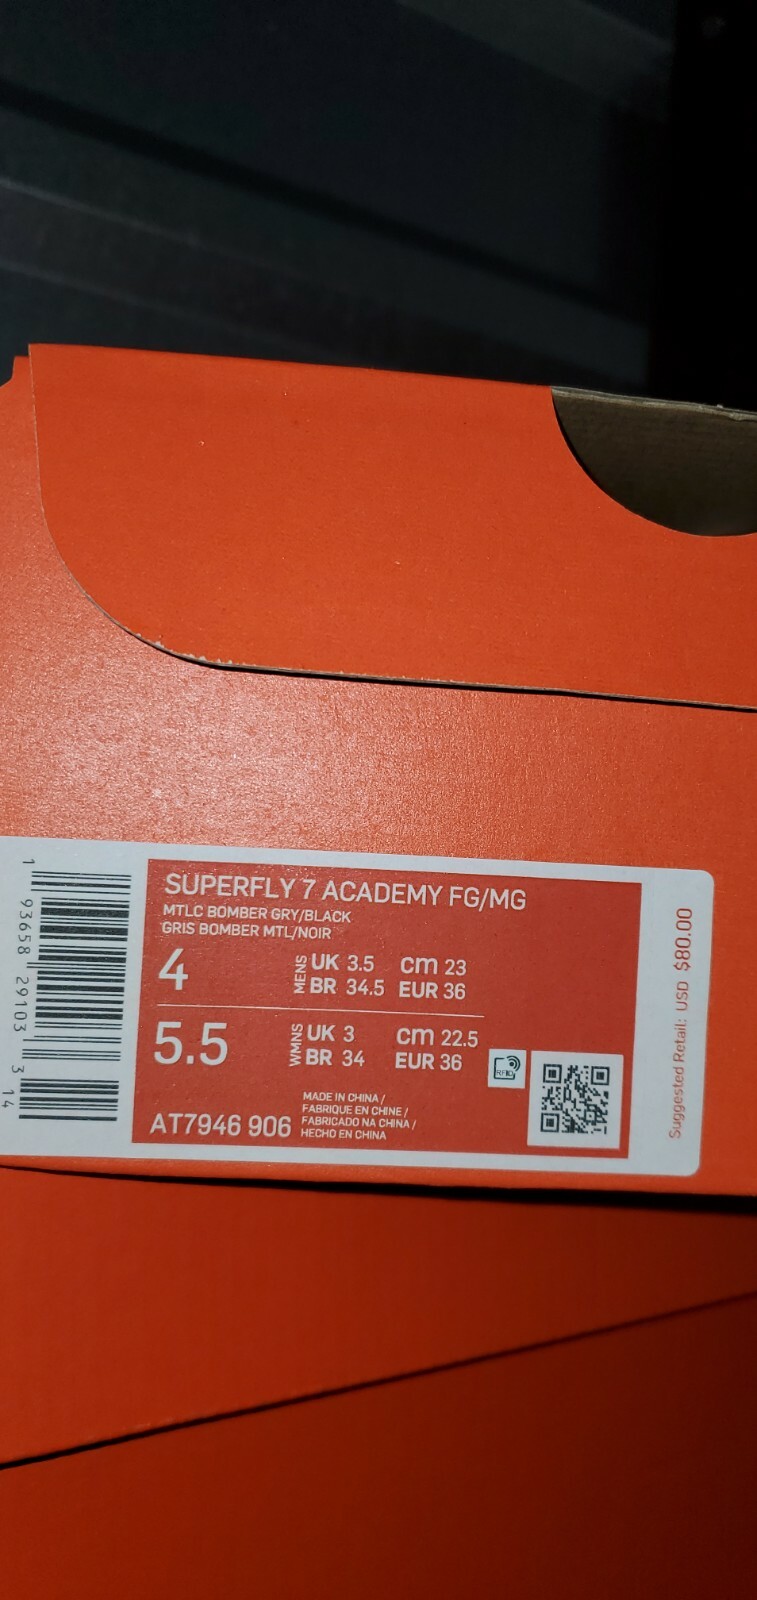 SUPERFLY 7 ACADEMY FG/MG
MTLC BOMBER GRY/BLACK
GRIS BOMBER MTL/NOIR
4 MENS UK 3.5 cm 23
BR 34.5 EUR 36
5.5 WMNS UK 3 cm 22.5
BR 34 EUR 36
RFID
AT7946 906
MADE IN CHINA /
FABRIQUE EN CHINE /
FABRICADO NA CHINA /
HECHO EN CHINA
1 93658 29103 3 14
Suggested Retail: USD $80.00